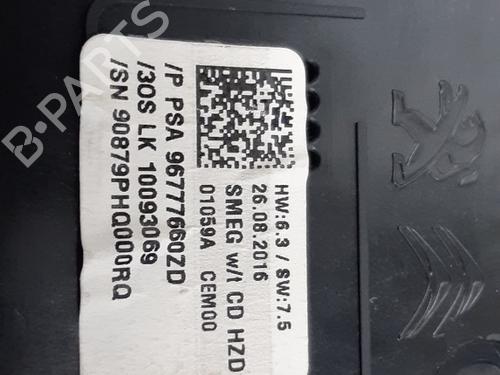 HW:6.3 / SW:7.5
26.08.2016
SMEG w/t CD HZD
01059A CEM00
/P PSA 96777660ZD
/3OS LK 10093069
/SN 90879PHQ000RQ
B-PARTS